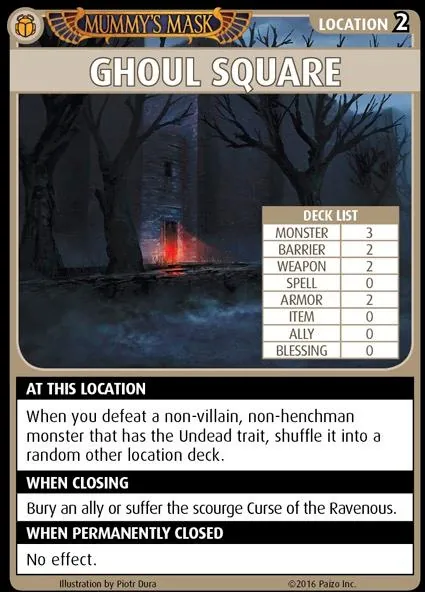 MUMMY'S MASK
LOCATION 2
GHOUL SQUARE
DECK LIST
MONSTER 3
BARRIER 2
WEAPON 2
SPELL 0
ARMOR 2
ITEM 0
ALLY 0
BLESSING 0
AT THIS LOCATION
When you defeat a non-villain, non-henchman
monster that has the Undead trait, shuffle it into a
random other location deck.
WHEN CLOSING
Bury an ally or suffer the scourge Curse of the Ravenous.
WHEN PERMANENTLY CLOSED
No effect.
Illustration by Piotr Dura ©2016 Paizo Inc.